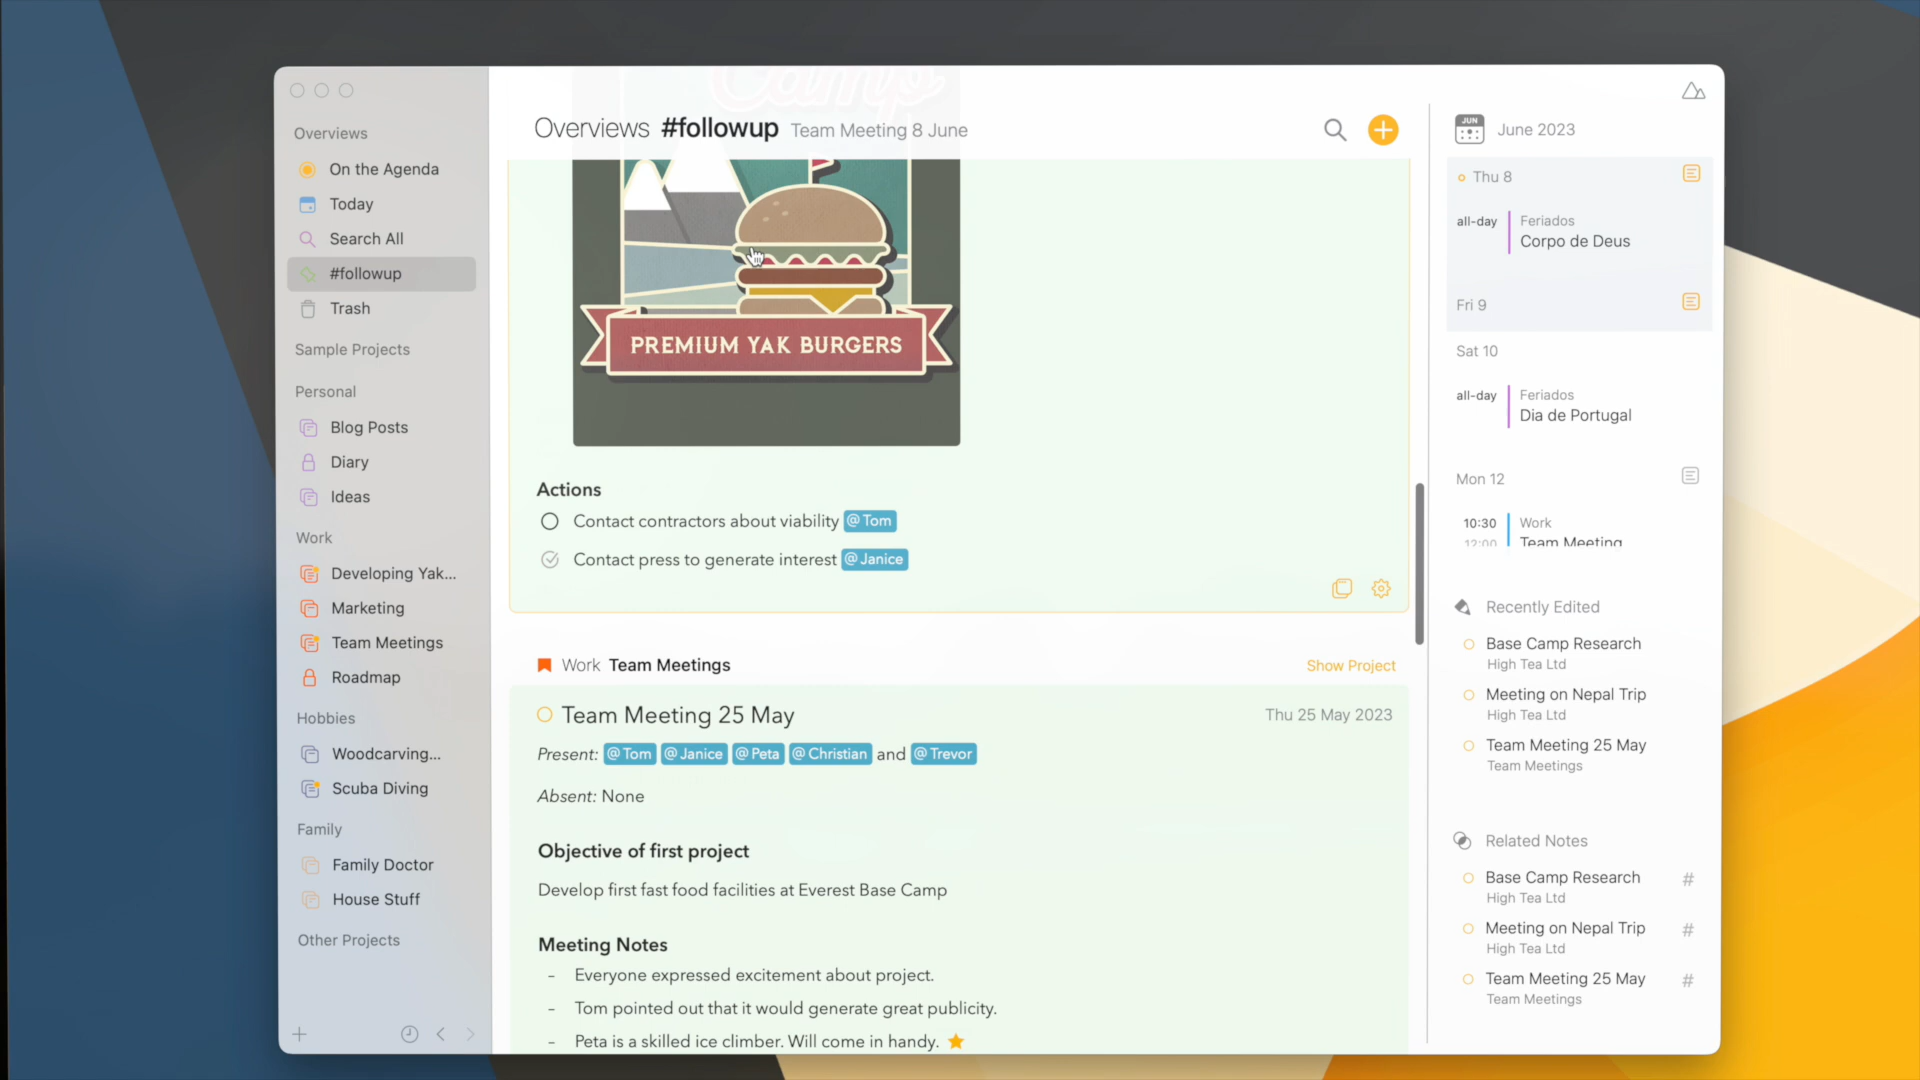 Overviews
On the Agenda
Today
Search All
#followup
Trash
Sample Projects
Personal
Blog Posts
Diary
Ideas
Work
Developing Yak...
Marketing
Team Meetings
Roadmap
Hobbies
Woodcarving...
Scuba Diving
Family
Family Doctor
House Stuff
Other Projects
Camp
Overviews #followup Team Meeting 8 June
PREMIUM YAK BURGERS
Actions
Contact contractors about viability @Tom
Contact press to generate interest @Janice
Work Team Meetings Show Project
Team Meeting 25 May Thu 25 May 2023
Present: @Tom @Janice @Peta @Christian and @Trevor
Absent: None
Objective of first project
Develop first fast food facilities at Everest Base Camp
Meeting Notes
- Everyone expressed excitement about project.
- Tom pointed out that it would generate great publicity.
- Peta is a skilled ice climber. Will come in handy.
JUN June 2023
Thu 8
all-day Feriados
Corpo de Deus
Fri 9
Sat 10
all-day Feriados
Dia de Portugal
Mon 12
10:30 Work
12:00 Team Meeting
Recently Edited
Base Camp Research
High Tea Ltd
Meeting on Nepal Trip
High Tea Ltd
Team Meeting 25 May
Team Meetings
Related Notes
Base Camp Research #
High Tea Ltd
Meeting on Nepal Trip #
High Tea Ltd
Team Meeting 25 May #
Team Meetings